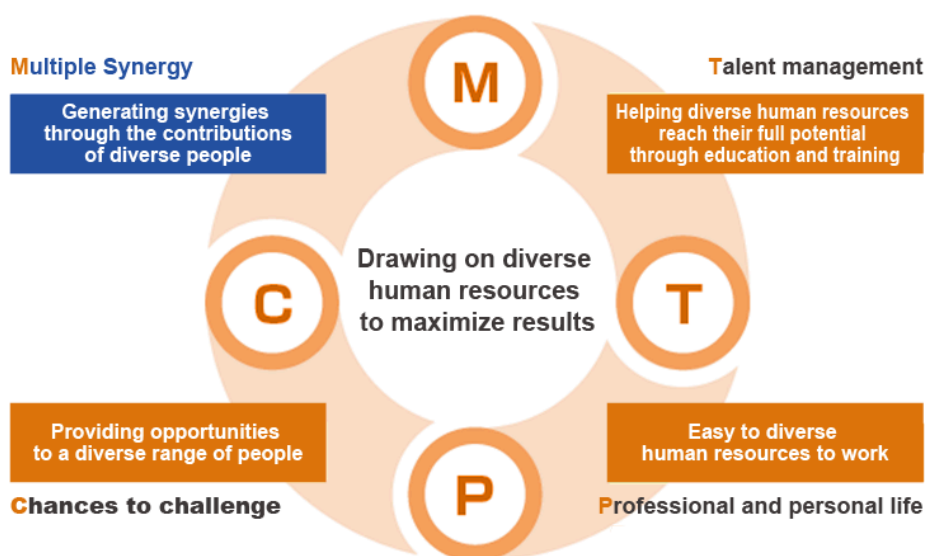 Multiple Synergy
Generating synergies
through the contributions
of diverse people
M
Talent management
Helping diverse human resources
reach their full potential
through education and training
C
Drawing on diverse
human resources
to maximize results
T
Providing opportunities
to a diverse range of people
Chances to challenge
P
Easy to diverse
human resources to work
Professional and personal life